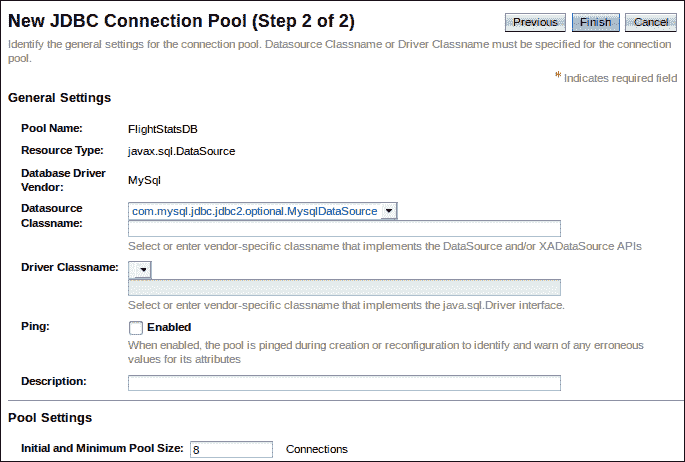 New JDBC Connection Pool (Step 2 of 2)
Previous Finish Cancel
Identify the general settings for the connection pool. Datasource Classname or Driver Classname must be specified for the connection
pool.
* Indicates required field
General Settings
Pool Name: FlightStatsDB
Resource Type: javax.sql.DataSource
Database Driver
Vendor: MySql
Datasource
Classname: com.mysql.jdbc.jdbc2.optional.MysqlDataSource
Select or enter vendor-specific classname that implements the DataSource and/or XADataSource APIs
Driver Classname:
Select or enter vendor-specific classname that implements the java.sql.Driver interface.
Ping: Enabled
When enabled, the pool is pinged during creation or reconfiguration to identify and warn of any erroneous
values for its attributes
Description:
Pool Settings
Initial and Minimum Pool Size: 8 Connections